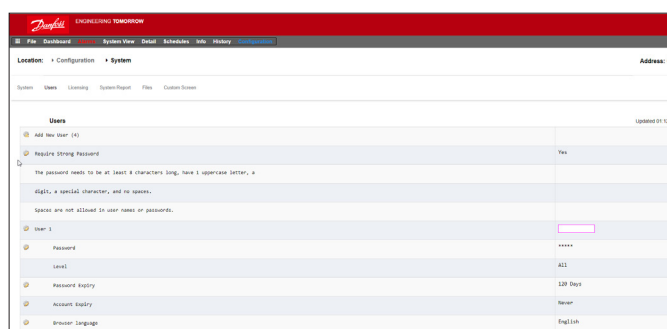 Danfoss ENGINEERING TOMORROW
File Dashboard System View Detail Schedules Info History
Location: Configuration System Address:
System Users Licensing System Report Files Custom Screen
Users Updated 01:1
Add New User (4)
Require Strong Password Yes
The password needs to be at least 8 characters long, have 1 uppercase letter, a
digit, a special character, and no spaces.
Spaces are not allowed in user names or passwords.
User 1
Password *****
Level All
Password Expiry 120 Days
Account Expiry Never
Browser language English